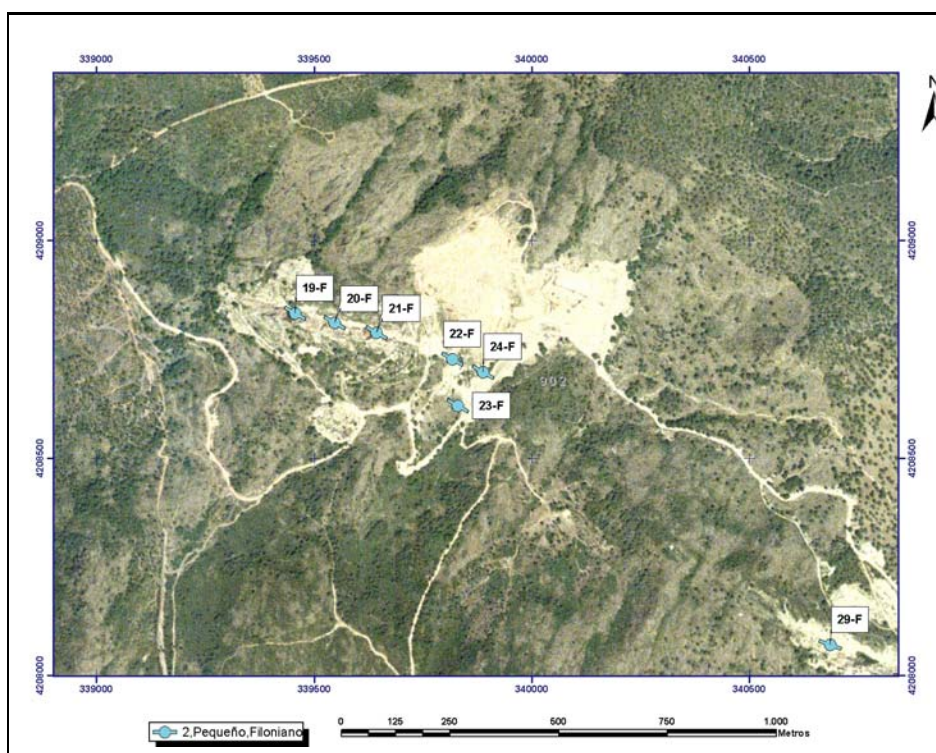 339000 339500 340000 340500
N
4209000 4209000
19-F
20-F
21-F
22-F
24-F
902
23-F
4208500 4208500
29-F
4208000 4208000
339000 339500 340000 340500
2,Pequeño,Filoniano
0 125 250 500 750 1.000
Metros